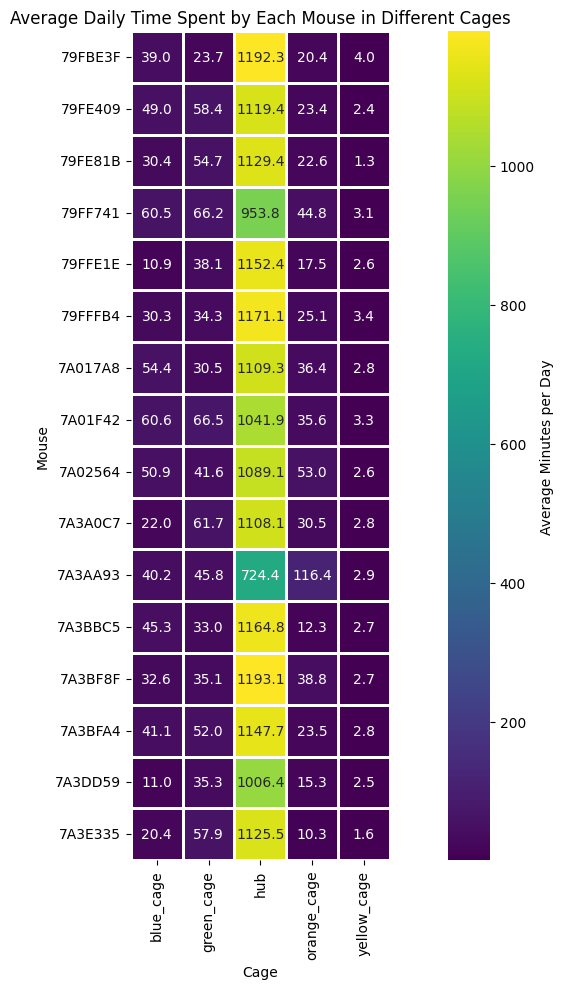 Average Daily Time Spent by Each Mouse in Different Cages
79FBE3F 39.0 23.7 1192.3 20.4 4.0
79FE409 49.0 58.4 1119.4 23.4 2.4
79FE81B 30.4 54.7 1129.4 22.6 1.3
79FF741 60.5 66.2 953.8 44.8 3.1
79FFE1E 10.9 38.1 1152.4 17.5 2.6
79FFFB4 30.3 34.3 1171.1 25.1 3.4
7A017A8 54.4 30.5 1109.3 36.4 2.8
7A01F42 60.6 66.5 1041.9 35.6 3.3
7A02564 50.9 41.6 1089.1 53.0 2.6
7A3A0C7 22.0 61.7 1108.1 30.5 2.8
7A3AA93 40.2 45.8 724.4 116.4 2.9
7A3BBC5 45.3 33.0 1164.8 12.3 2.7
7A3BF8F 32.6 35.1 1193.1 38.8 2.7
7A3BFA4 41.1 52.0 1147.7 23.5 2.8
7A3DD59 11.0 35.3 1006.4 15.3 2.5
7A3E335 20.4 57.9 1125.5 10.3 1.6
blue_cage green_cage hub orange_cage yellow_cage
Cage
Mouse
1000
800
600
400
200
Average Minutes per Day